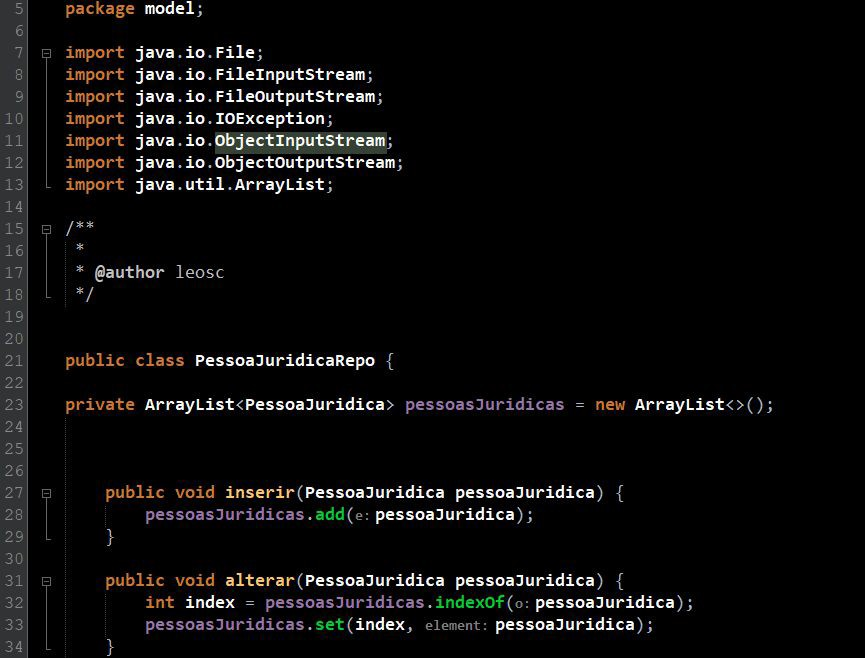 5 package model;
6
7 import java.io.File;
8 import java.io.FileInputStream;
9 import java.io.FileOutputStream;
10 import java.io.IOException;
11 import java.io.ObjectInputStream;
12 import java.io.ObjectOutputStream;
13 import java.util.ArrayList;
14
15 /**
16  *
17  * @author leosc
18  */
19
20
21 public class PessoaJuridicaRepo {
22
23 private ArrayList<PessoaJuridica> pessoasJuridicas = new ArrayList<>();
24
25
26
27     public void inserir(PessoaJuridica pessoaJuridica) {
28         pessoasJuridicas.add(e: pessoaJuridica);
29     }
30
31     public void alterar(PessoaJuridica pessoaJuridica) {
32         int index = pessoasJuridicas.indexOf(o: pessoaJuridica);
33         pessoasJuridicas.set(index, element: pessoaJuridica);
34     }